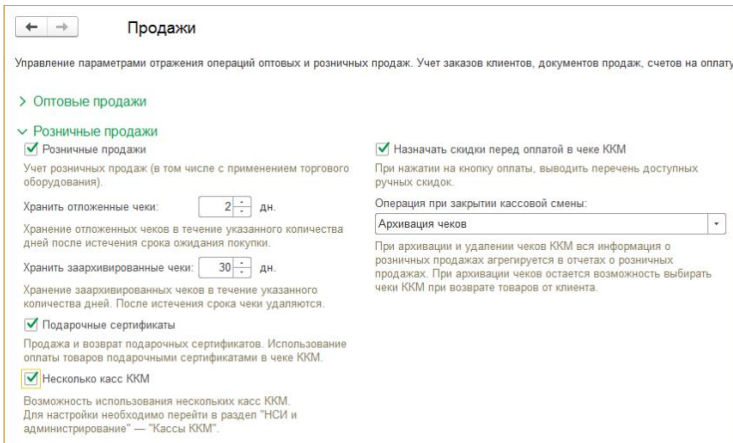 Продажи
Управление параметрами отражения операций оптовых и розничных продаж. Учет заказов клиентов, документов продаж, счетов на оплату
Оптовые продажи
Розничные продажи
Розничные продажи
Учет розничных продаж (в том числе с применением торгового
оборудования).
Хранить отложенные чеки: 2 дн.
Хранение отложенных чеков в течение указанного количества
дней после истечения срока ожидания покупки.
Хранить заархивированные чеки: 30 дн.
Хранение заархивированных чеков в течение указанного
количества дней. После истечения срока чеки удаляются.
Подарочные сертификаты
Продажа и возврат подарочных сертификатов. Использование
оплаты товаров подарочными сертификатами в чеке ККМ.
Несколько касс ККМ
Возможность использования нескольких касс ККМ.
Для настройки необходимо перейти в раздел "НСИ и
администрирование" — "Кассы ККМ".
Назначать скидки перед оплатой в чеке ККМ
При нажатии на кнопку оплаты, выводить перечень доступных
ручных скидок.
Операция при закрытии кассовой смены:
Архивация чеков
При архивации и удалении чеков ККМ вся информация о
розничных продажах агрегируется в отчетах о розничных
продажах. При архивации чеков остается возможность выбирать
чеки ККМ при возврате товаров от клиента.